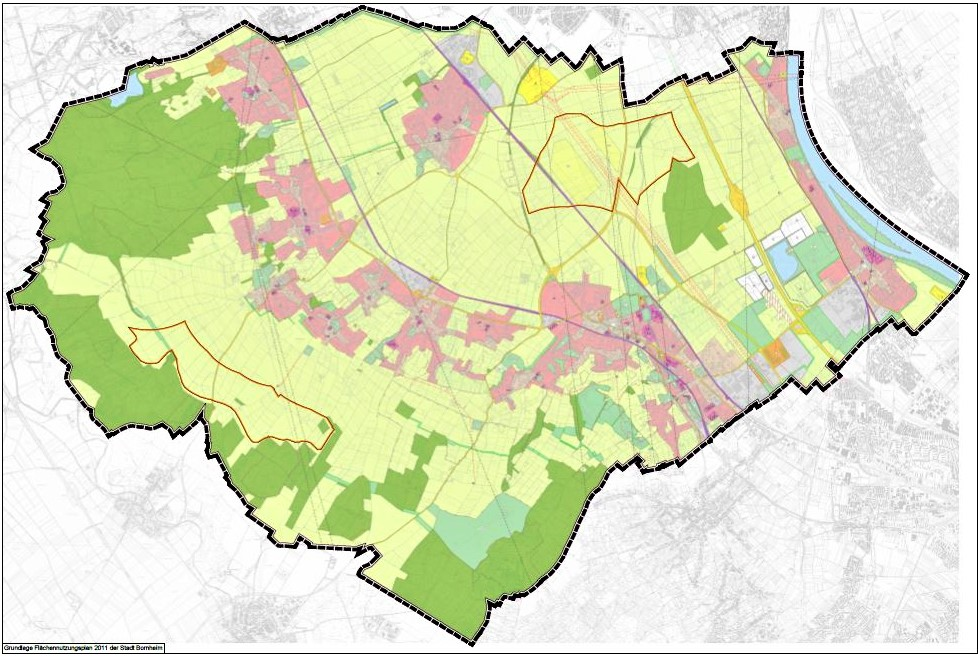 Grundlage Flächennutzungsplan 2011 der Stadt Bornheim